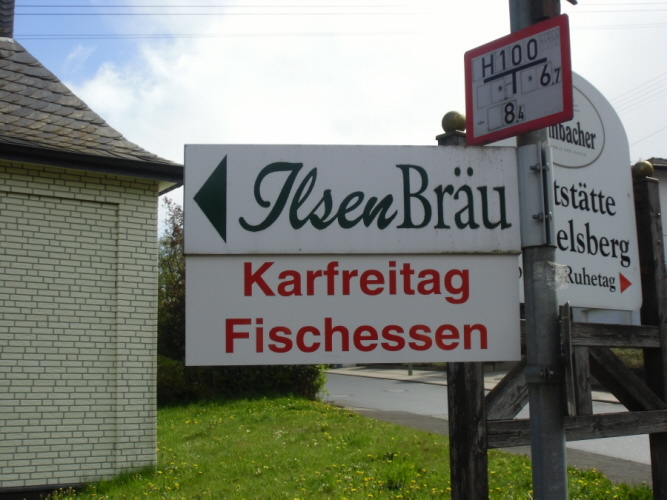 H100
6.7
8.4
IlsenBräu
Karfreitag
Fischessen
Ruhetag